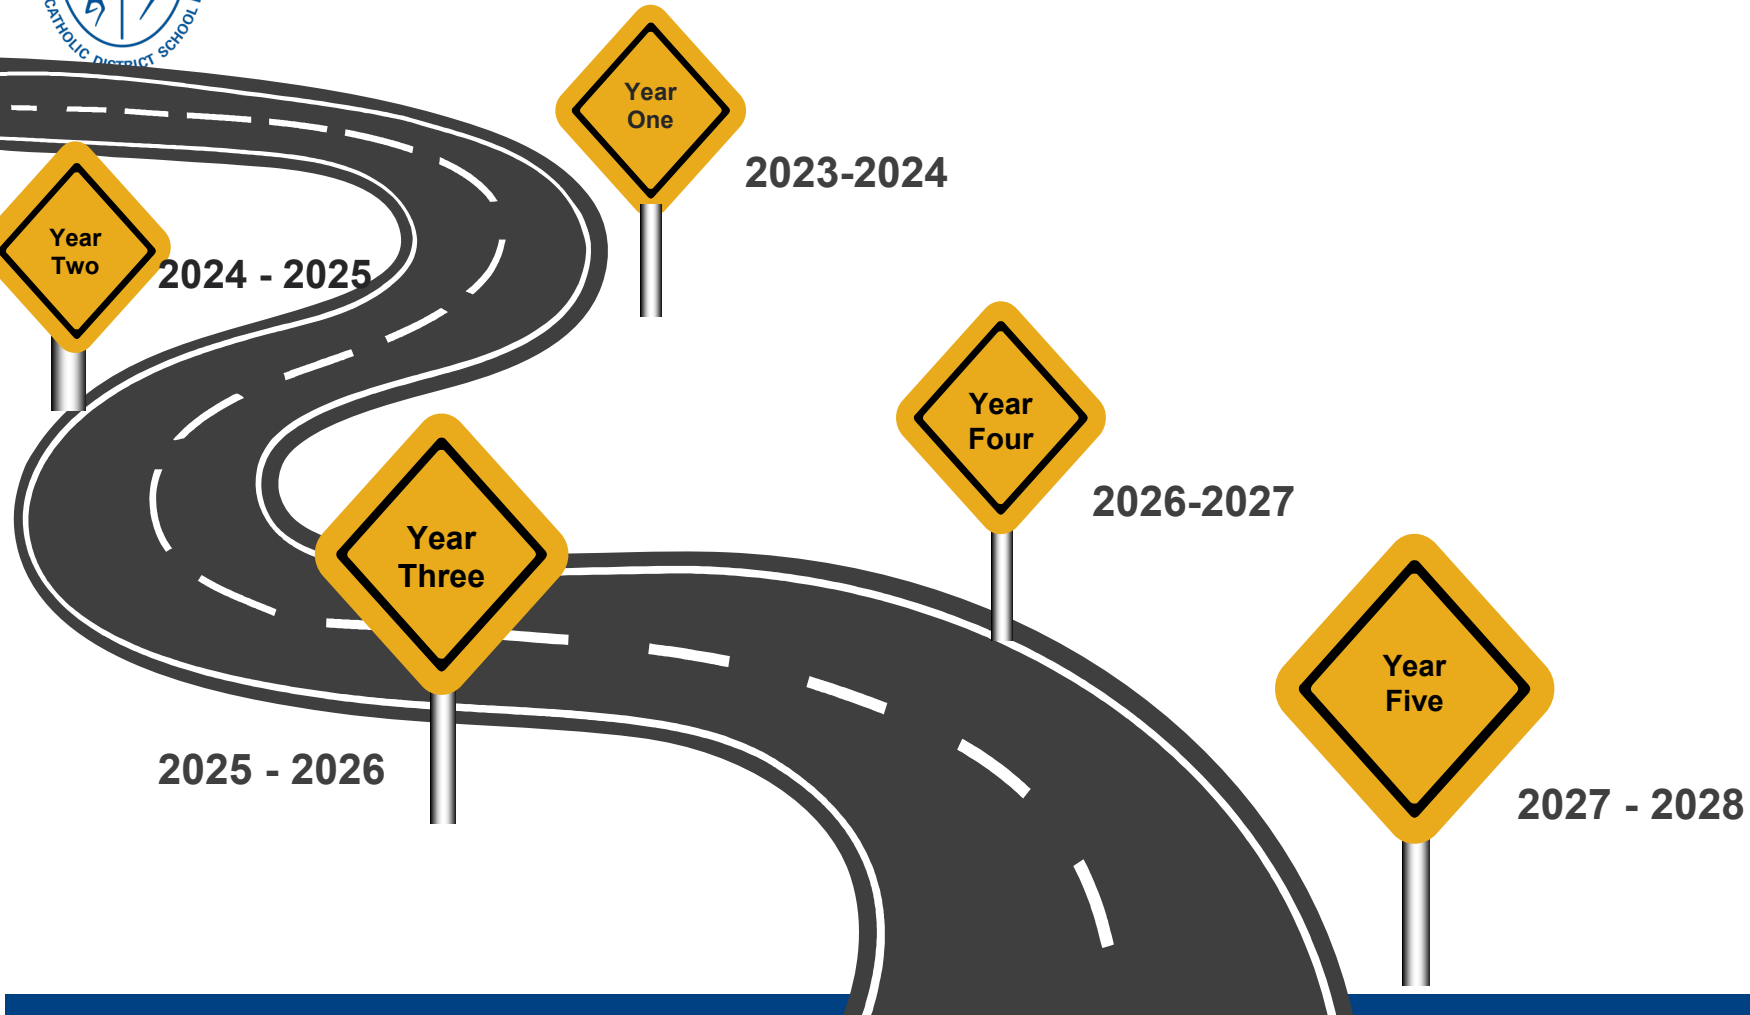 CATHOLIC DISTRICT SCHOOL
Year
One
2023-2024
Year
Two
2024 - 2025
Year
Four
2026-2027
Year
Three
2025 - 2026
Year
Five
2027 - 2028